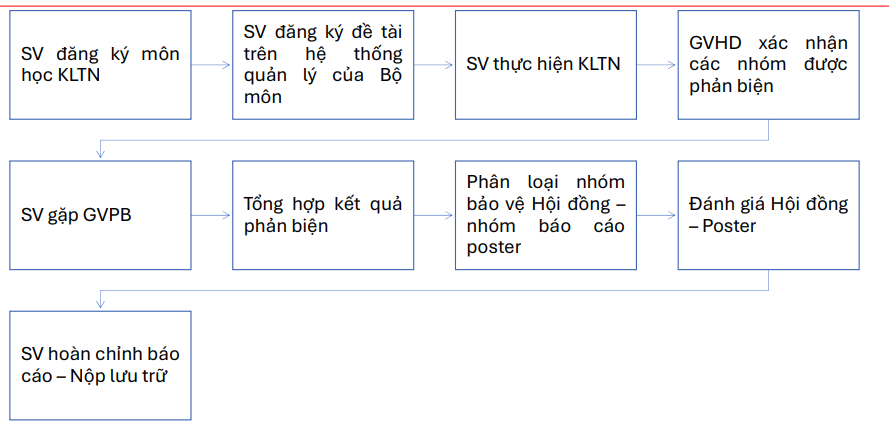 SV đăng ký môn
học KLTN
SV đăng ký đề tài
trên hệ thống
quản lý của Bộ
môn
SV thực hiện KLTN
GVHD xác nhận
các nhóm được
phản biện
SV gặp GVPB
Tổng hợp kết quả
phản biện
Phân loại nhóm
bảo vệ Hội đồng –
nhóm báo cáo
poster
Đánh giá Hội đồng
– Poster
SV hoàn chỉnh báo
cáo – Nộp lưu trữ